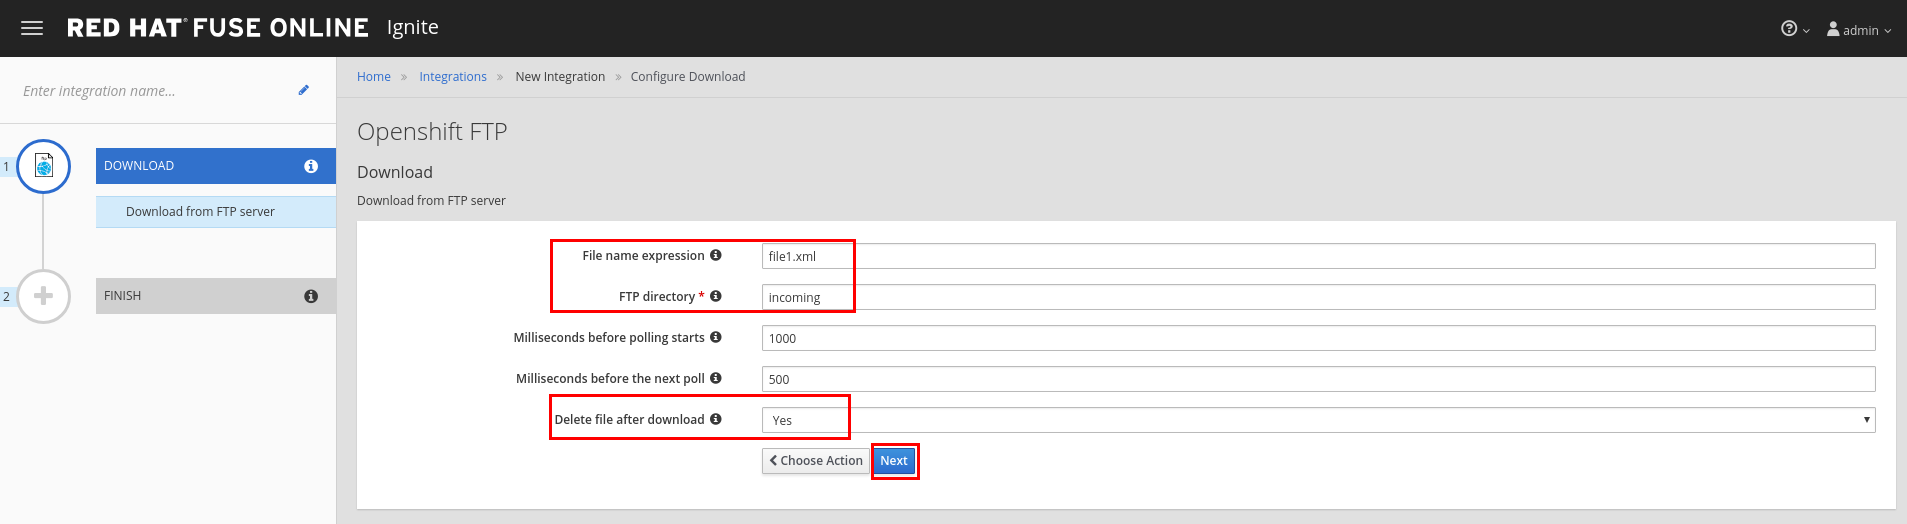 RED HAT® FUSE ONLINE Ignite
admin
Enter integration name...
Home » Integrations » New Integration » Configure Download
Openshift FTP
1 DOWNLOAD
Download from FTP server
2 FINISH
Download
Download from FTP server
File name expression file1.xml
FTP directory * incoming
Milliseconds before polling starts 1000
Milliseconds before the next poll 500
Delete file after download Yes
Choose Action Next